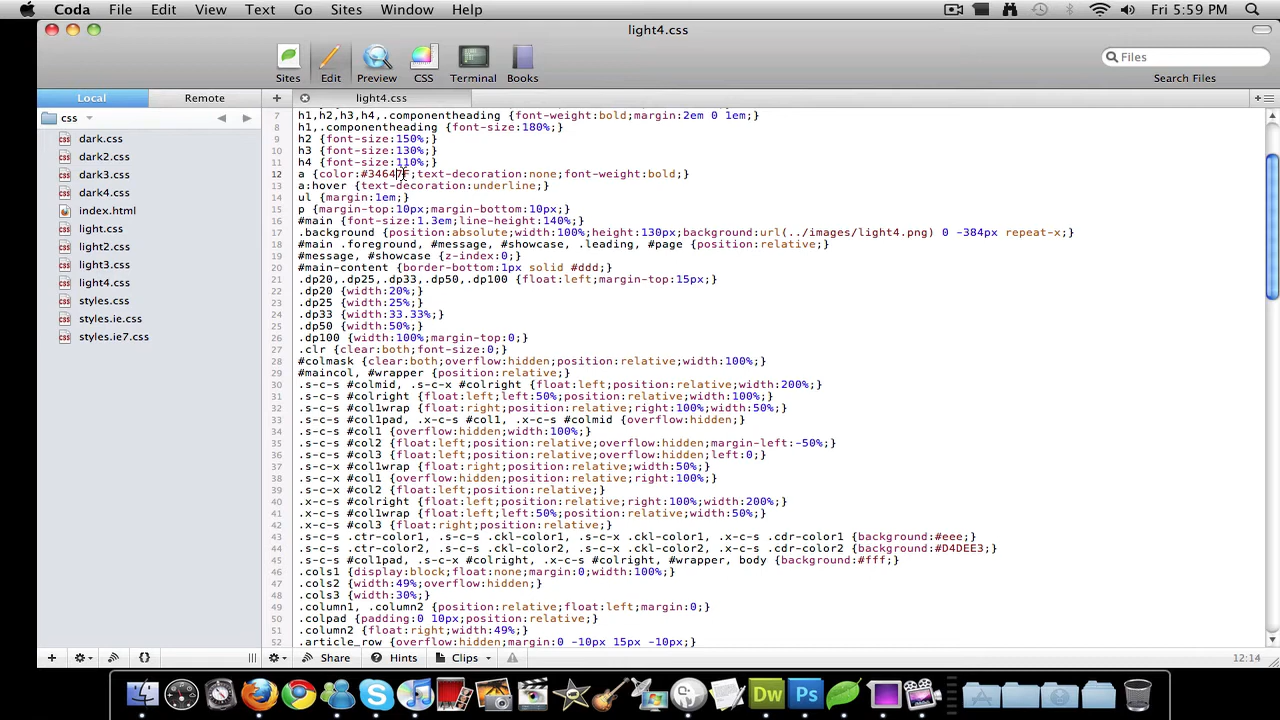 Coda File Edit View Text Go Sites Window Help Fri 5:59 PM
light4.css
Sites Edit Preview CSS Terminal Books Files Search Files
Local Remote + light4.css
css
dark.css
dark2.css
dark3.css
dark4.css
index.html
light.css
light2.css
light3.css
light4.css
styles.css
styles.ie.css
styles.ie7.css
7 h1,h2,h3,h4,.componentheading {font-weight:bold;margin:2em 0 1em;}
8 h1,.componentheading {font-size:180%;}
9 h2 {font-size:150%;}
10 h3 {font-size:130%;}
11 h4 {font-size:110%;}
12 a {color:#34647F;text-decoration:none;font-weight:bold;}
13 a:hover {text-decoration:underline;}
14 ul {margin:1em;}
15 p {margin-top:10px;margin-bottom:10px;}
16 #main {font-size:1.3em;line-height:140%;}
17 .background {position:absolute;width:100%;height:130px;background:url(../images/light4.png) 0 -384px repeat-x;}
18 #main .foreground, #message, #showcase, .leading, #page {position:relative;}
19 #message, #showcase {z-index:0;}
20 #main-content {border-bottom:1px solid #ddd;}
21 .dp20,.dp25,.dp33,.dp50,.dp100 {float:left;margin-top:15px;}
22 .dp20 {width:20%;}
23 .dp25 {width:25%;}
24 .dp33 {width:33.33%;}
25 .dp50 {width:50%;}
26 .dp100 {width:100%;margin-top:0;}
27 .clr {clear:both;font-size:0;}
28 #colmask {clear:both;overflow:hidden;position:relative;width:100%;}
29 #maincol, #wrapper {position:relative;}
30 .s-c-s #colmid, .s-c-x #colright {float:left;position:relative;width:200%;}
31 .s-c-s #colright {float:left;left:50%;position:relative;width:100%;}
32 .s-c-s #col1wrap {float:right;position:relative;right:100%;width:50%;}
33 .s-c-s #col1pad, .x-c-s #col1, .x-c-s #colmid {overflow:hidden;}
34 .s-c-s #col1 {overflow:hidden;width:100%;}
35 .s-c-s #col2 {float:left;position:relative;overflow:hidden;margin-left:-50%;}
36 .s-c-s #col3 {float:left;position:relative;overflow:hidden;left:0;}
37 .s-c-x #col1wrap {float:right;position:relative;width:50%;}
38 .s-c-x #col1 {overflow:hidden;position:relative;right:100%;}
39 .s-c-x #col2 {float:left;position:relative;}
40 .x-c-s #colright {float:left;position:relative;right:100%;width:200%;}
41 .x-c-s #col1wrap {float:left;left:50%;position:relative;width:50%;}
42 .x-c-s #col3 {float:right;position:relative;}
43 .s-c-s .ctr-color1, .s-c-s .ckl-color1, .s-c-x .ckl-color1, .x-c-s .cdr-color1 {background:#eee;}
44 .s-c-s .ctr-color2, .s-c-s .ckl-color2, .s-c-x .ckl-color2, .x-c-s .cdr-color2 {background:#D4DEE3;}
45 .s-c-s #col1pad, .s-c-x #colright, .x-c-s #colright, #wrapper, body {background:#fff;}
46 .cols1 {display:block;float:none;margin:0;width:100%;}
47 .cols2 {width:49%;overflow:hidden;}
48 .cols3 {width:30%;}
49 .column1, .column2 {position:relative;float:left;margin:0;}
50 .colpad {padding:0 10px;position:relative;}
51 .column2 {float:right;width:49%;}
52 .article_row {overflow:hidden;margin:0 -10px 15px -10px;}
+ Share Hints Clips 12:14
Dw Ps